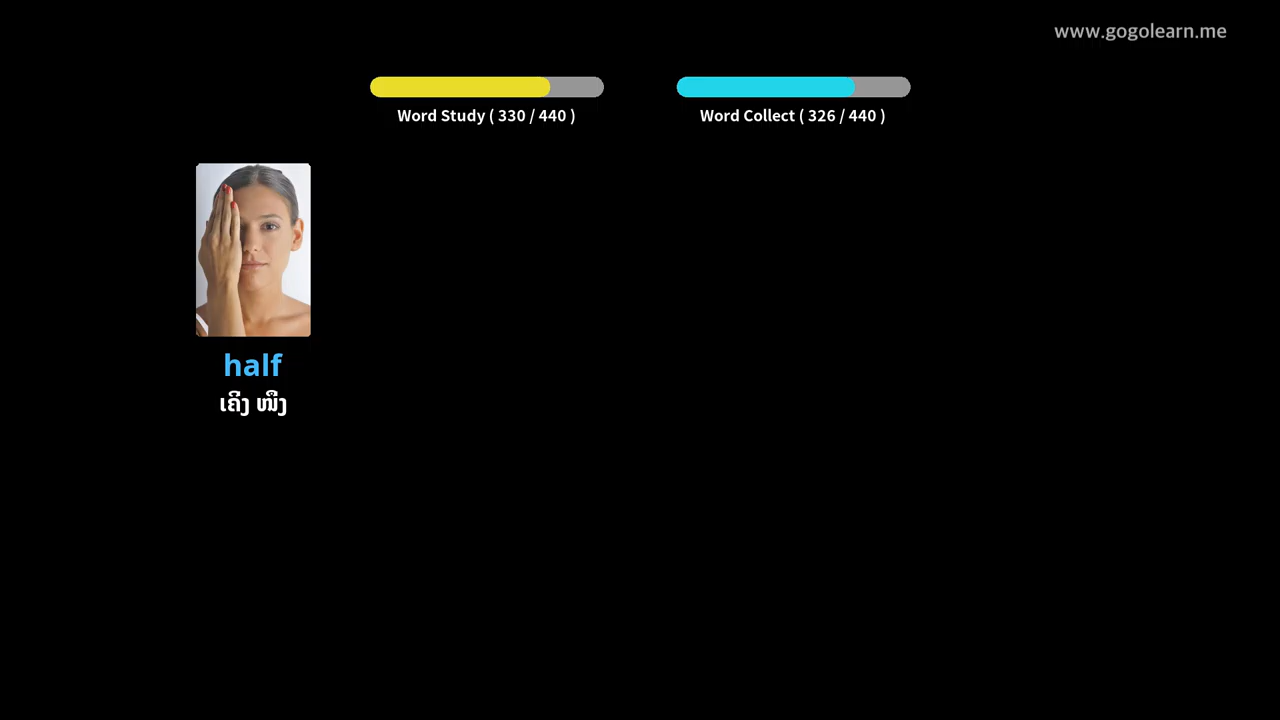 www.gogolearn.me
Word Study ( 330 / 440 )
Word Collect ( 326 / 440 )
half
ເຄິ່ງ ໜຶ່ງ